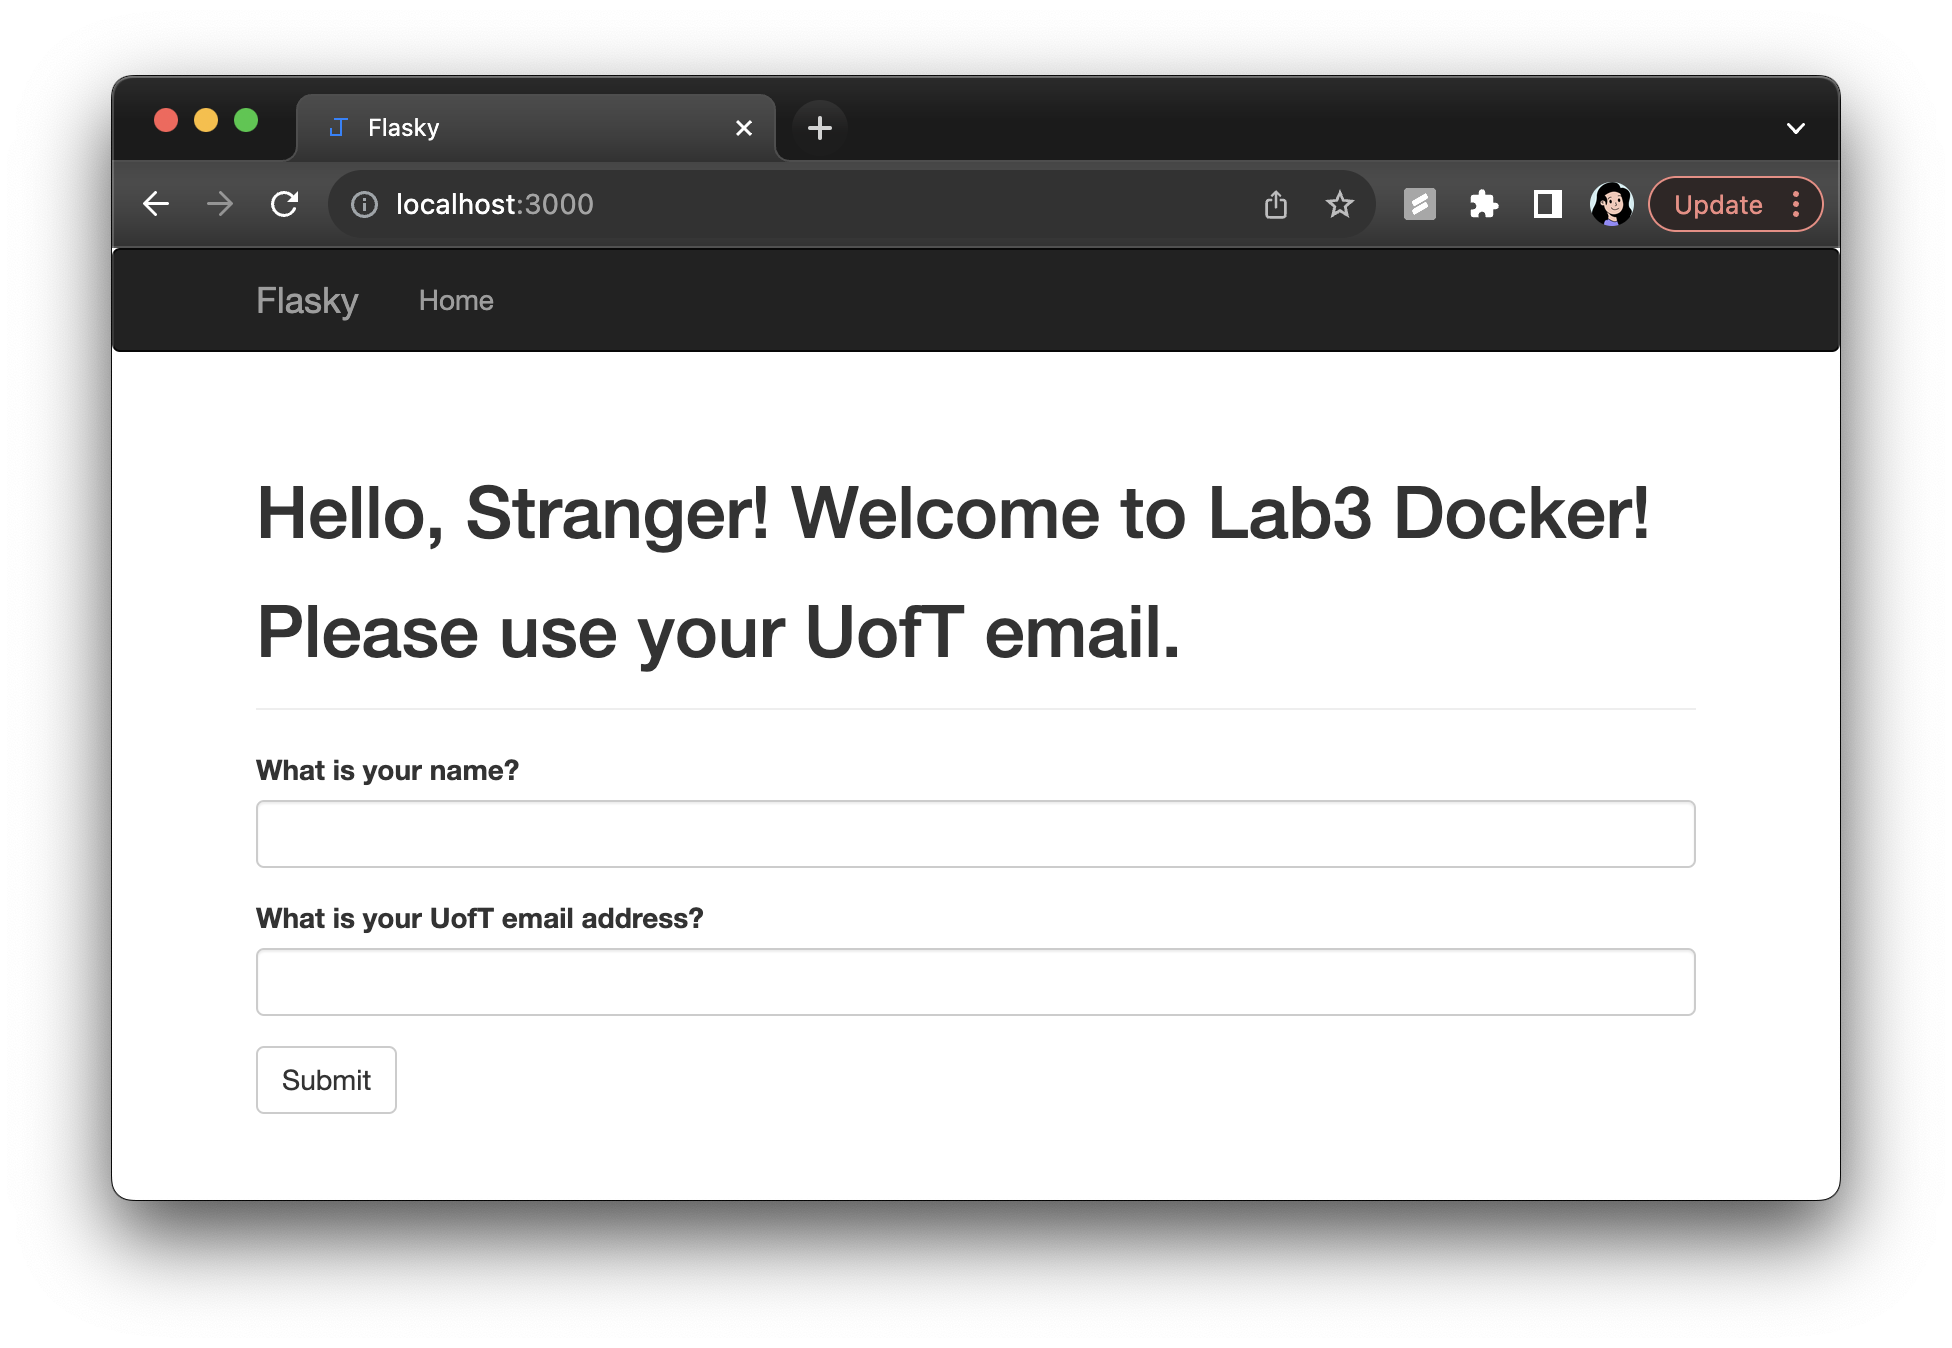 Flasky
localhost:3000
Update
Flasky Home
Hello, Stranger! Welcome to Lab3 Docker!
Please use your UofT email.
What is your name?
What is your UofT email address?
Submit